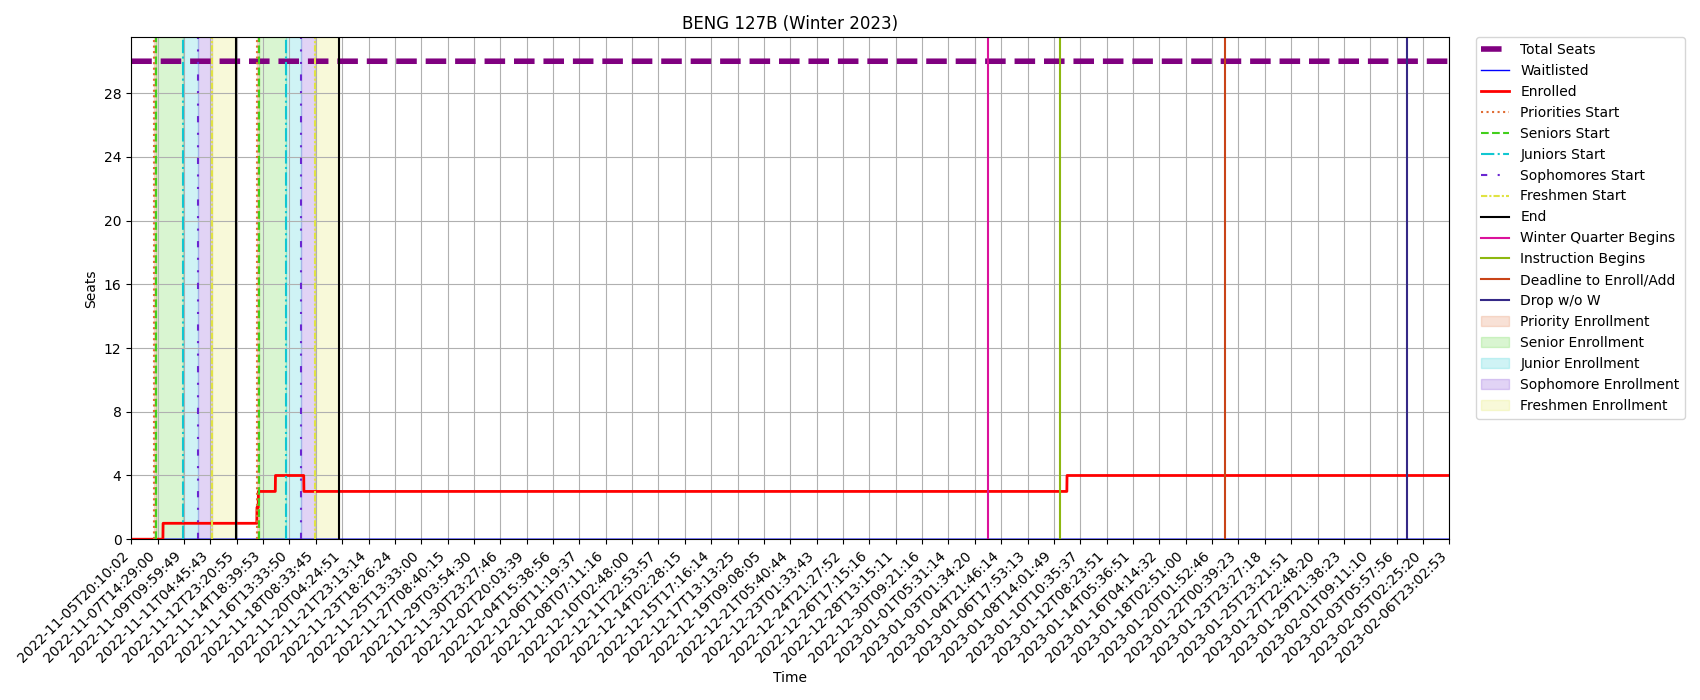 BENG 127B (Winter 2023)
Seats
28
24
20
16
12
8
4
0
2022-11-05T20:10:02
2022-11-07T14:29:00
2022-11-09T09:59:49
2022-11-11T04:45:43
2022-11-12T23:20:55
2022-11-14T18:39:53
2022-11-16T13:33:50
2022-11-18T08:33:45
2022-11-20T04:24:51
2022-11-21T23:13:14
2022-11-23T18:26:24
2022-11-25T13:33:00
2022-11-27T08:40:15
2022-11-29T03:54:30
2022-11-30T23:27:46
2022-12-02T20:03:39
2022-12-04T15:38:56
2022-12-06T11:19:37
2022-12-08T07:11:16
2022-12-10T02:48:00
2022-12-11T22:53:57
2022-12-14T02:28:15
2022-12-15T17:16:14
2022-12-17T13:13:25
2022-12-19T09:08:05
2022-12-21T05:40:44
2022-12-23T01:33:43
2022-12-24T21:27:52
2022-12-26T17:15:16
2022-12-28T13:15:11
2022-12-30T09:21:16
2023-01-01T05:31:14
2023-01-03T01:34:20
2023-01-04T21:46:14
2023-01-06T17:53:13
2023-01-08T14:01:49
2023-01-10T10:35:37
2023-01-12T08:23:51
2023-01-14T05:36:51
2023-01-16T04:14:32
2023-01-18T02:51:00
2023-01-20T01:52:46
2023-01-22T00:39:23
2023-01-23T23:27:18
2023-01-25T23:21:51
2023-01-27T22:48:20
2023-01-29T21:38:23
2023-02-01T09:11:10
2023-02-03T05:57:56
2023-02-05T02:25:20
2023-02-06T23:02:53
Time
Total Seats
Waitlisted
Enrolled
Priorities Start
Seniors Start
Juniors Start
Sophomores Start
Freshmen Start
End
Winter Quarter Begins
Instruction Begins
Deadline to Enroll/Add
Drop w/o W
Priority Enrollment
Senior Enrollment
Junior Enrollment
Sophomore Enrollment
Freshmen Enrollment